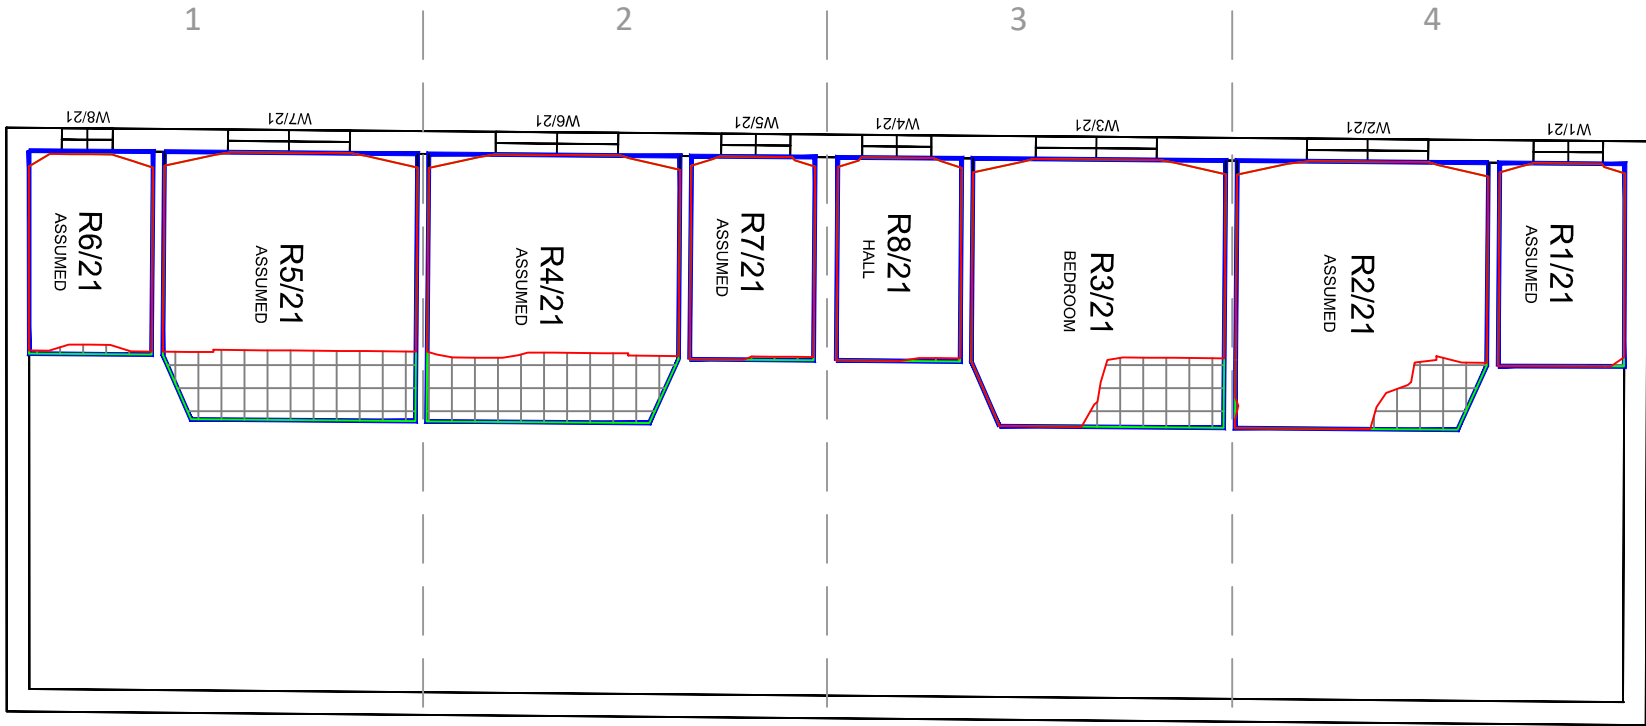 1
2
3
4
W8/21
W7/21
W6/21
W5/21
W4/21
W3/21
W2/21
W1/21
R6/21
ASSUMED
R5/21
ASSUMED
R4/21
ASSUMED
R7/21
ASSUMED
R8/21
HALL
R3/21
BEDROOM
R2/21
ASSUMED
R1/21
ASSUMED